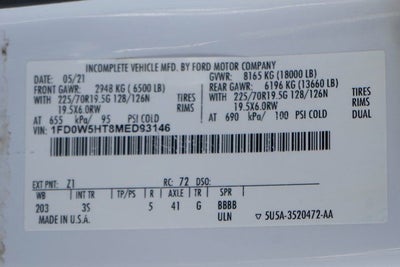 INCOMPLETE VEHICLE MFD. BY FORD MOTOR COMPANY
DATE: 05/21 GVWR: 8165 KG (18000 LB)
FRONT GAWR: 2948 KG (6500 LB) REAR GAWR: 6196 KG (13660 LB)
WITH 225/70R19.5G 128/126N TIRES WITH 225/70R19.5G 128/126N TIRES
19.5X6.0RW RIMS 19.5X6.0RW RIMS
AT 655 kPa/ 95 PSI COLD AT 690 kPa/ 100 PSI COLD DUAL
VIN: 1FD0W5HT8MED93146
EXT PNT: Z1 RC: 72 DSO:
WB INT TR TP/PS R AXLE TR SPR
203 3S 5 41 G BBBB
MADE IN U.S.A. ULN ▽ 5U5A-3520472-AA